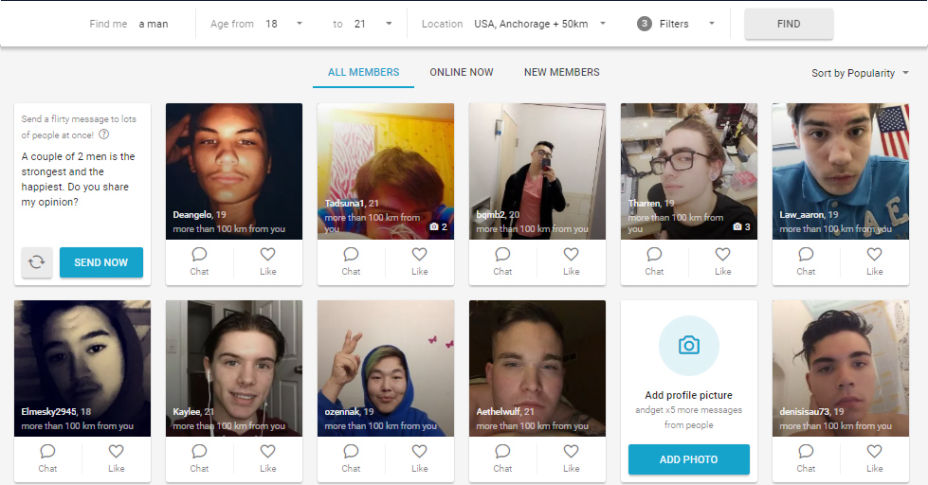 Find me a man Age from 18 to 21 Location USA, Anchorage + 50km 3 Filters FIND
ALL MEMBERS ONLINE NOW NEW MEMBERS Sort by Popularity
Send a flirty message to lots
of people at once! ?
A couple of 2 men is the
strongest and the
happiest. Do you share
my opinion?
SEND NOW
Deangelo, 19
more than 100 km from you
Chat Like
Tadsuna1, 21
more than 100 km from
you 2
Chat Like
bqmb2, 20
more than 100 km from you
Chat Like
Tharren, 19
more than 100 km from
you 3
Chat Like
Law_aaron, 19
more than 100 km from you
Chat Like
Elmesky2945, 18
more than 100 km from you
Chat Like
Kaylee, 21
more than 100 km from you
Chat Like
ozennak, 19
more than 100 km from you
Chat Like
Aethelwulf, 21
more than 100 km from you
Chat Like
Add profile picture
andget x5 more messages
from people
ADD PHOTO
denisisau73, 19
more than 100 km from you
Chat Like